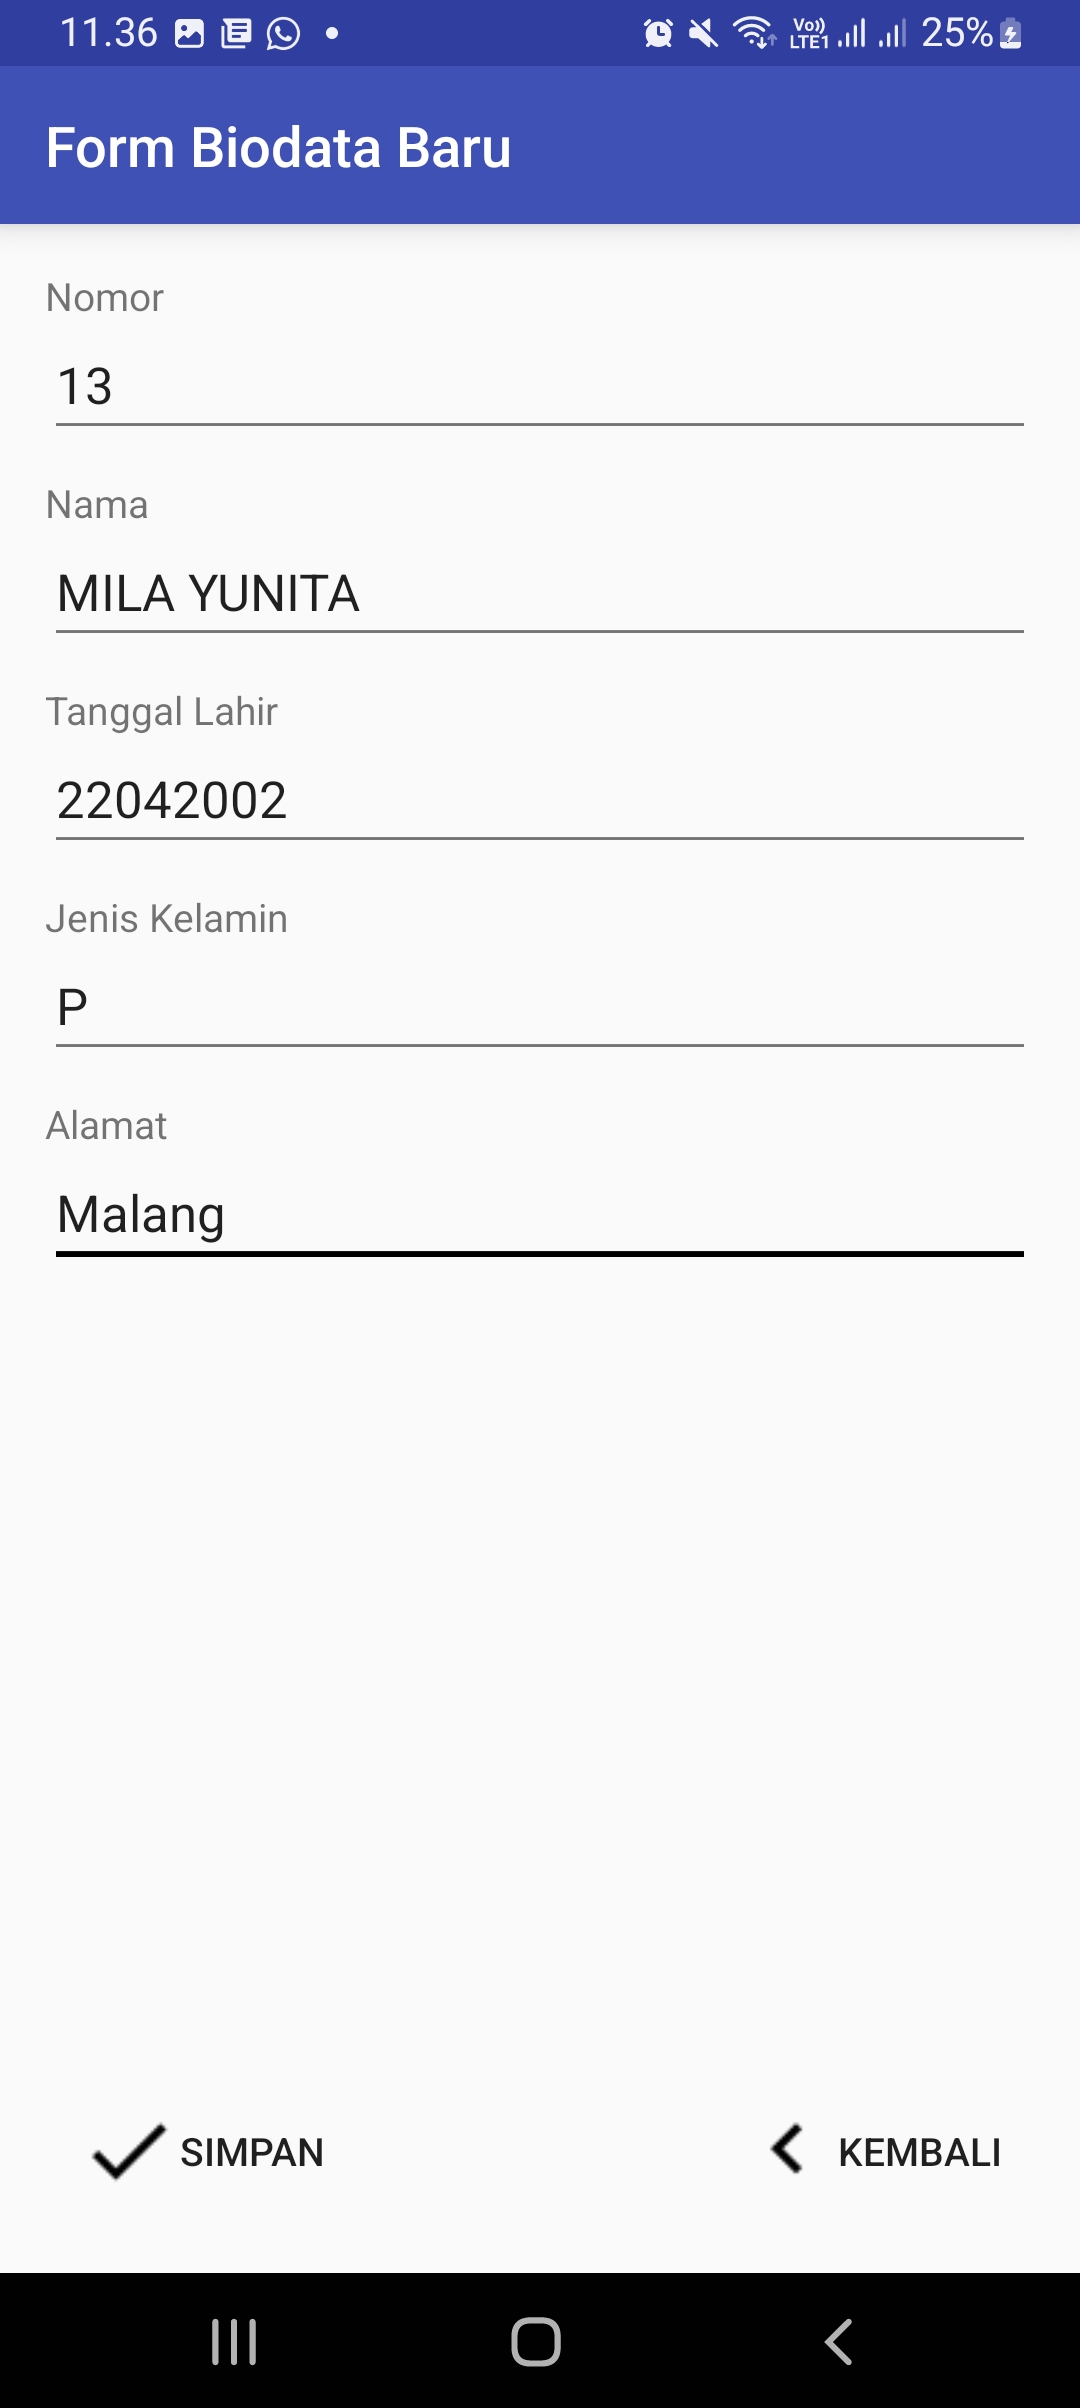 11.36 Vo)) LTE1 25%
Form Biodata Baru
Nomor
13
Nama
MILA YUNITA
Tanggal Lahir
22042002
Jenis Kelamin
P
Alamat
Malang
SIMPAN KEMBALI